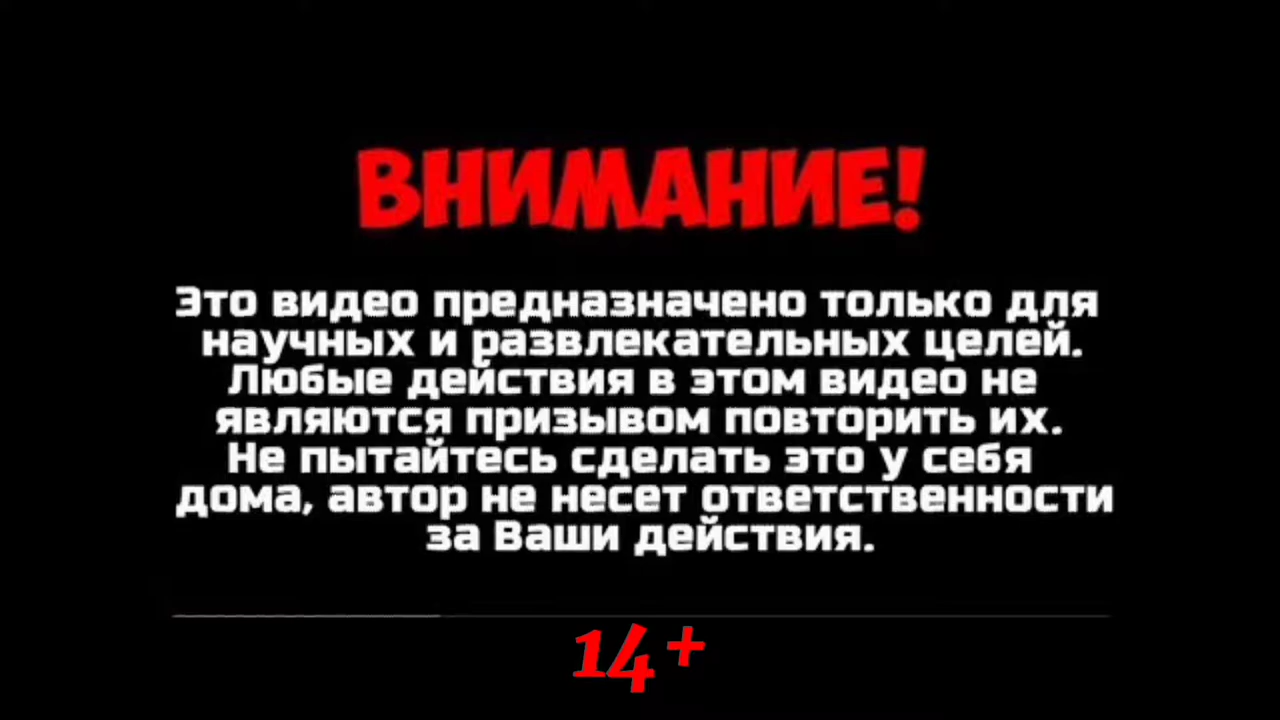 ВНИМАНИЕ!
Это видео предназначено только для
научных и развлекательных целей.
Любые действия в этом видео не
являются призывом повторить их.
Не пытайтесь сделать это у себя
дома, автор не несет ответственности
за Ваши действия.
14+